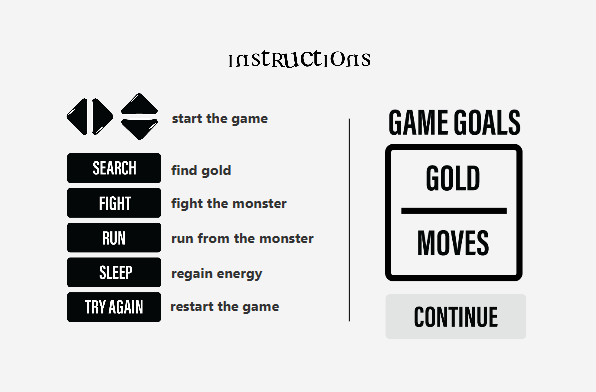 instructions
start the game
SEARCH find gold
FIGHT fight the monster
RUN run from the monster
SLEEP regain energy
TRY AGAIN restart the game
GAME GOALS
GOLD
MOVES
CONTINUE